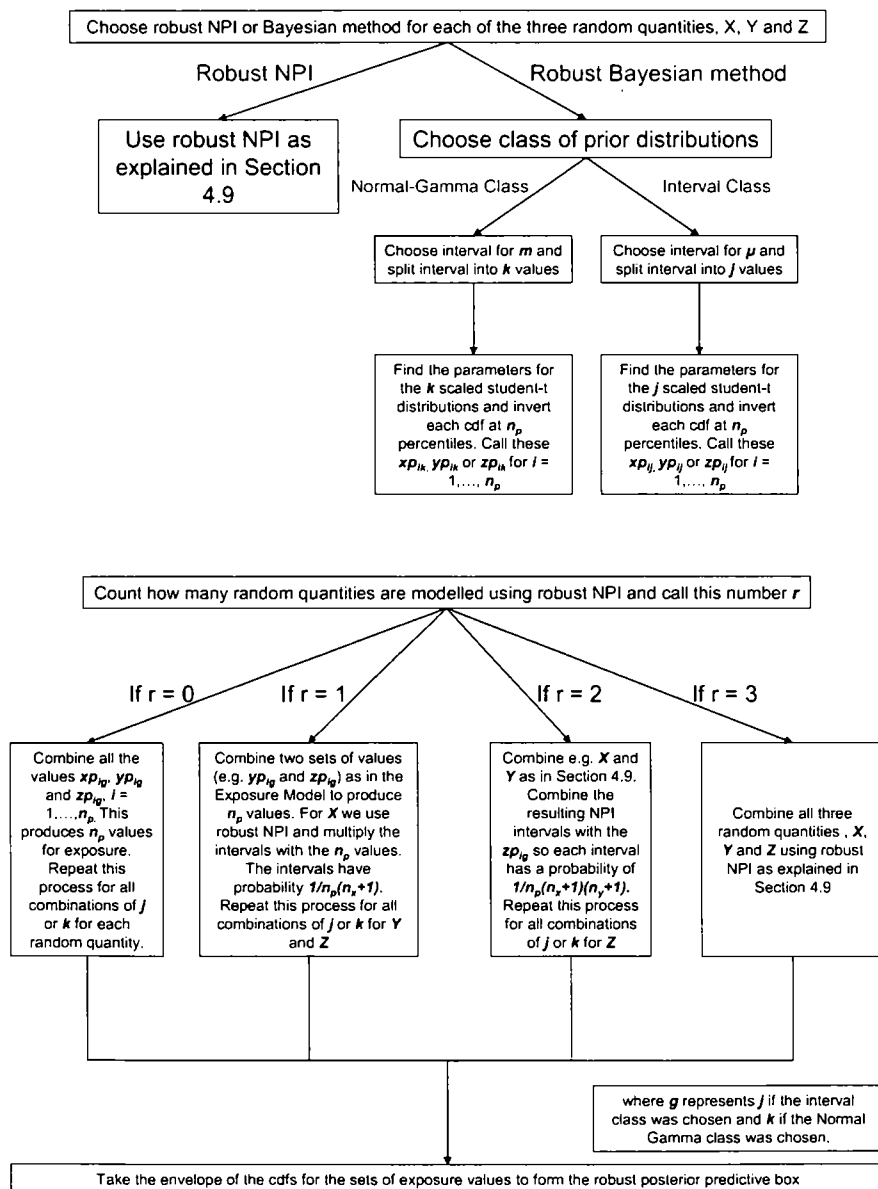 Choose robust NPI or Bayesian method for each of the three random quantities, X, Y and Z
Robust NPI
Robust Bayesian method
Use robust NPI as
explained in Section
4.9
Choose class of prior distributions
Normal-Gamma Class
Interval Class
Choose interval for m and
split interval into k values
Choose interval for μ and
split interval into j values
Find the parameters for
the k scaled student-t
distributions and invert
each cdf at n_p
percentiles. Call these
xp_ik, yp_ik or zp_ik for i =
1,..., n_p
Find the parameters for
the j scaled student-t
distributions and invert
each cdf at n_p
percentiles. Call these
xp_ij, yp_ij or zp_ij for i =
1,..., n_p
Count how many random quantities are modelled using robust NPI and call this number r
If r = 0
If r = 1
If r = 2
If r = 3
Combine all the
values xp_ig, yp_ig
and zp_ig, i =
1,...,n_p. This
produces n_p values
for exposure.
Repeat this
process for all
combinations of j
or k for each
random quantity.
Combine two sets of values
(e.g. yp_ig and zp_ig) as in the
Exposure Model to produce
n_p values. For X we use
robust NPI and multiply the
intervals with the n_p values.
The intervals have
probability 1/n_p(n_x+1).
Repeat this process for all
combinations of j or k for Y
and Z
Combine e.g. X and
Y as in Section 4.9.
Combine the
resulting NPI
intervals with the
zp_ig so each interval
has a probability of
1/n_p(n_x+1)(n_y+1).
Repeat this process
for all combinations
of j or k for Z
Combine all three
random quantities , X,
Y and Z using robust
NPI as explained in
Section 4.9
where g represents j if the interval
class was chosen and k if the Normal
Gamma class was chosen.
Take the envelope of the cdfs for the sets of exposure values to form the robust posterior predictive box